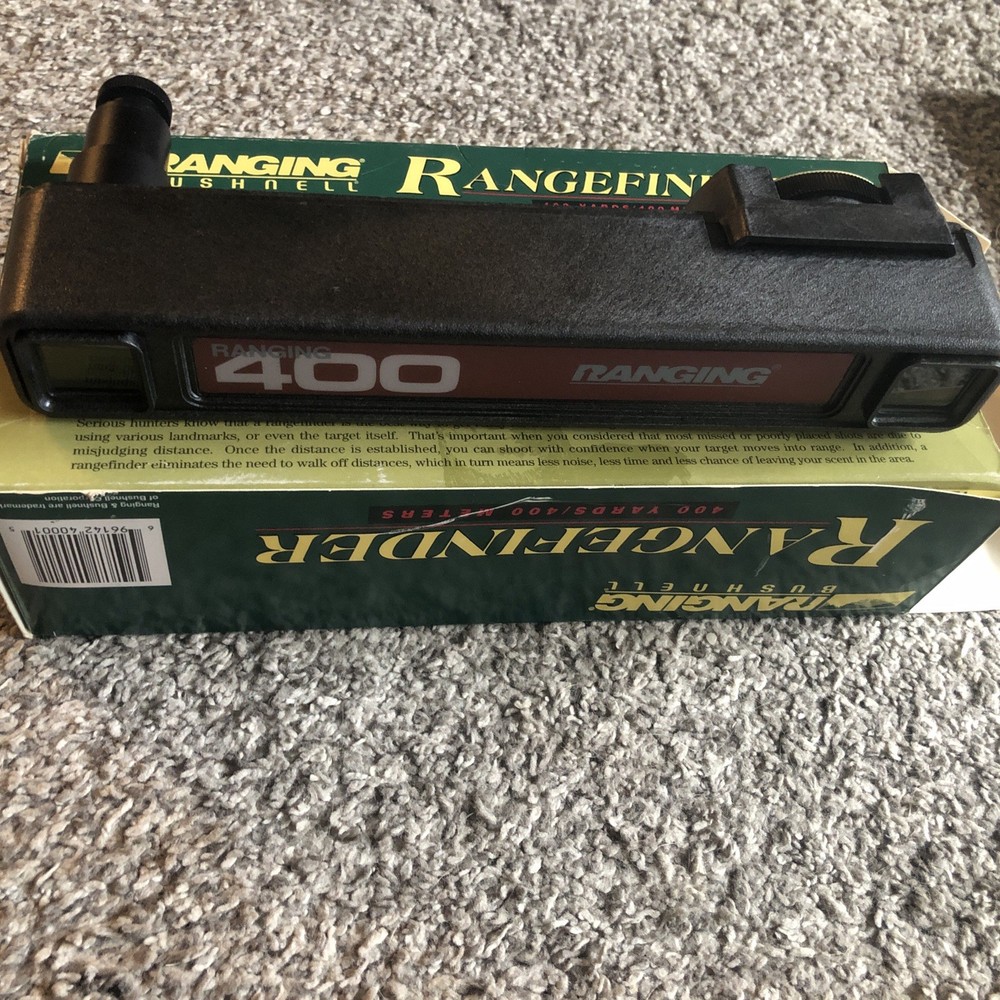 RANGING®
BUSHNELL
RANGEFIN
RANGING
400
RANGING®
Serious hunters know that a rangefinder is the
using various landmarks, or even the target itself. That's important when you considered that most missed or poorly placed shots are due to
misjudging distance. Once the distance is established, you can shoot with confidence when your target moves into range. In addition, a
rangefinder eliminates the need to walk off distances, which in turn means less noise, less time and less chance of leaving your scent in the area.
RANGING®
BUSHNELL
RANGEFINDER
400 YARDS/400 METERS
Ranging & Bushnell are trademar
of Bushnell Corporation
6 96142 40001 5